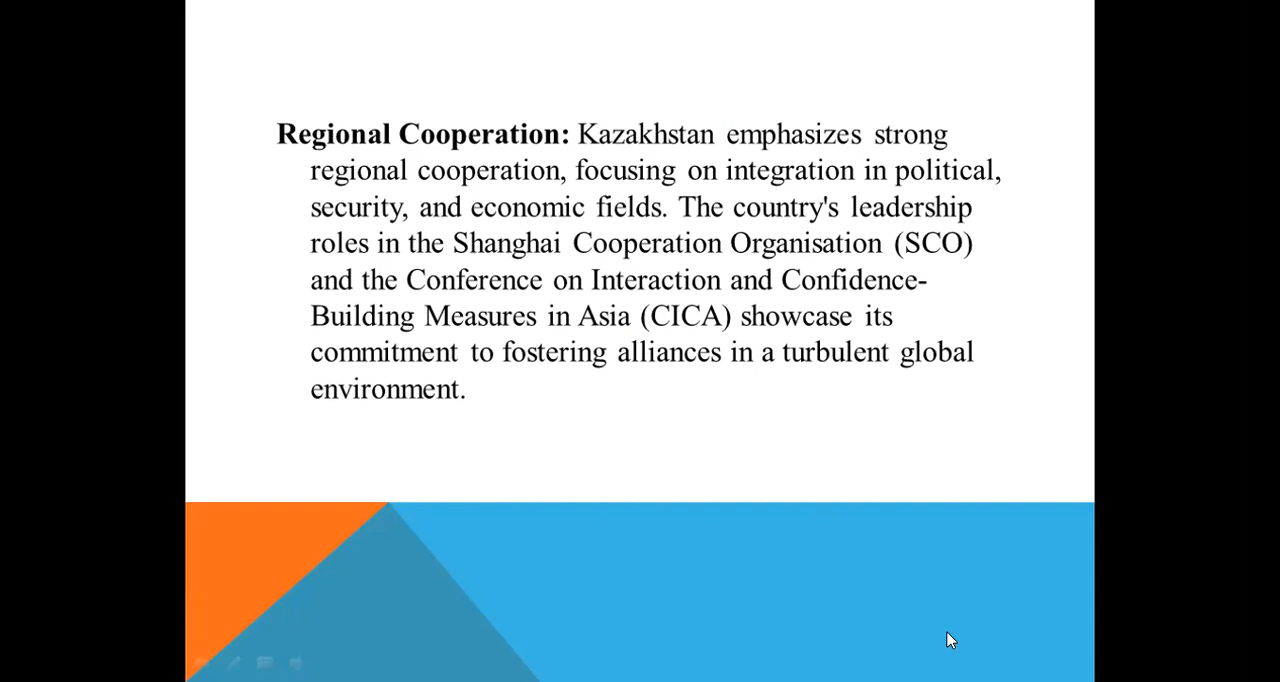 Regional Cooperation: Kazakhstan emphasizes strong
regional cooperation, focusing on integration in political,
security, and economic fields. The country's leadership
roles in the Shanghai Cooperation Organisation (SCO)
and the Conference on Interaction and Confidence-
Building Measures in Asia (CICA) showcase its
commitment to fostering alliances in a turbulent global
environment.